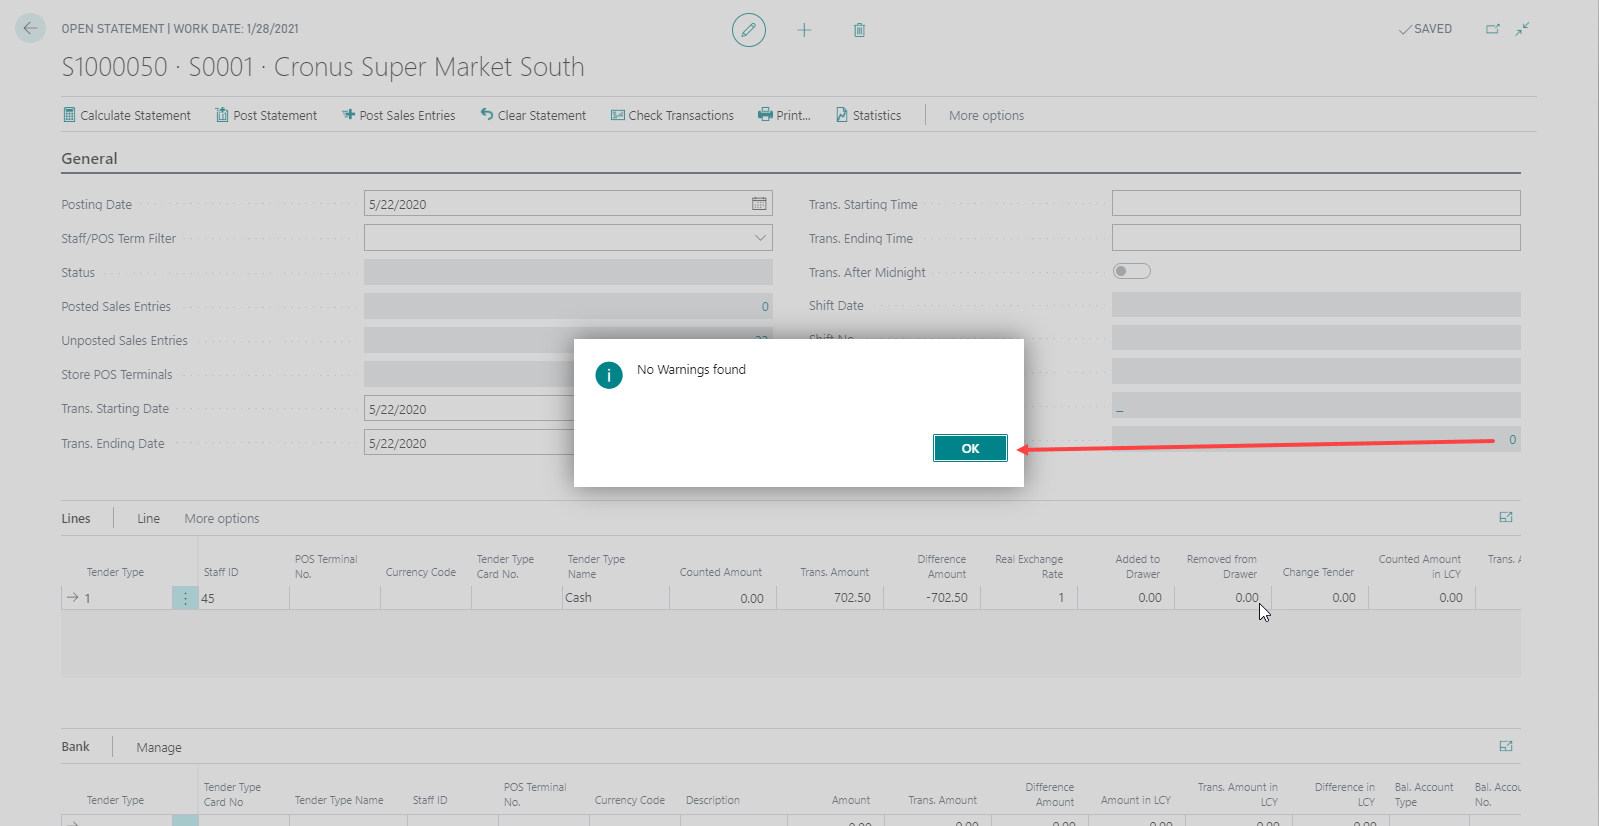 OPEN STATEMENT | WORK DATE: 1/28/2021
SAVED
S1000050 · S0001 · Cronus Super Market South
Calculate Statement Post Statement Post Sales Entries Clear Statement Check Transactions Print... Statistics More options
General
Posting Date 5/22/2020
Trans. Starting Time
Staff/POS Term Filter
Trans. Ending Time
Status
Trans. After Midnight
Posted Sales Entries 0
Shift Date
Unposted Sales Entries
Store POS Terminals
Trans. Starting Date 5/22/2020
_
Trans. Ending Date 5/22/2020
0
No Warnings found
OK
Lines Line More options
Tender Type Staff ID POS Terminal No. Currency Code Tender Type Card No. Tender Type Name Counted Amount Trans. Amount Difference Amount Real Exchange Rate Added to Drawer Removed from Drawer Change Tender Counted Amount in LCY Trans.
1 45 Cash 0.00 702.50 -702.50 1 0.00 0.00 0.00 0.00
Bank Manage
Tender Type Tender Type Card No Tender Type Name Staff ID POS Terminal No. Currency Code Description Amount Trans. Amount Difference Amount Amount in LCY Trans. Amount in LCY Difference in LCY Bal. Account Type Bal. No.